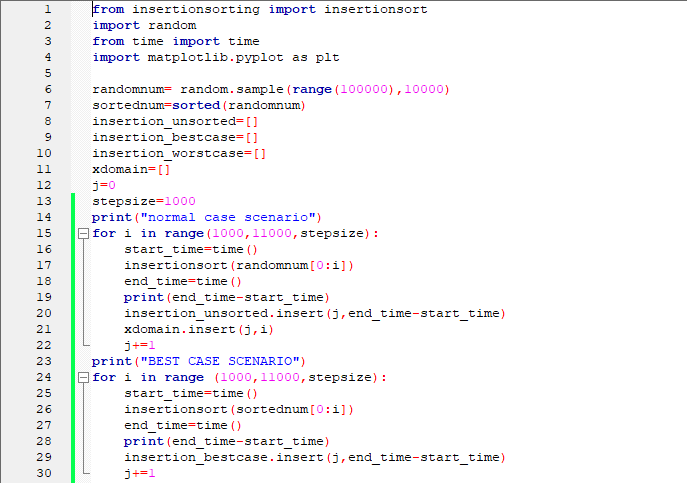 1 from insertionsorting import insertionsort
2 import random
3 from time import time
4 import matplotlib.pyplot as plt
5
6 randomnum= random.sample(range(100000),10000)
7 sortednum=sorted(randomnum)
8 insertion_unsorted=[]
9 insertion_bestcase=[]
10 insertion_worstcase=[]
11 xdomain=[]
12 j=0
13 stepsize=1000
14 print("normal case scenario")
15 for i in range(1000,11000,stepsize):
16     start_time=time()
17     insertionsort(randomnum[0:i])
18     end_time=time()
19     print(end_time-start_time)
20     insertion_unsorted.insert(j,end_time-start_time)
21     xdomain.insert(j,i)
22     j+=1
23 print("BEST CASE SCENARIO")
24 for i in range (1000,11000,stepsize):
25     start_time=time()
26     insertionsort(sortednum[0:i])
27     end_time=time()
28     print(end_time-start_time)
29     insertion_bestcase.insert(j,end_time-start_time)
30     j+=1